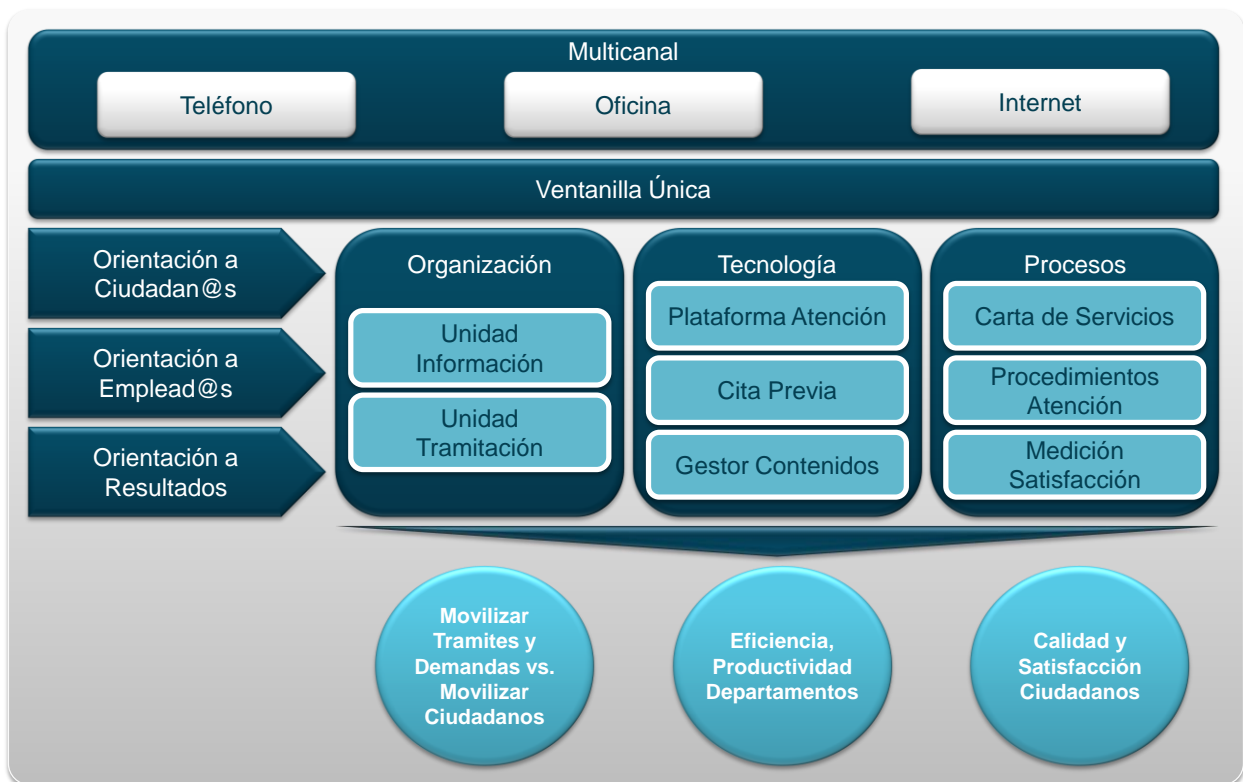 Multicanal
Teléfono
Oficina
Internet
Ventanilla Única
Orientación a
Ciudadan@s
Orientación a
Emplead@s
Orientación a
Resultados
Organización
Unidad
Información
Unidad
Tramitación
Tecnología
Plataforma Atención
Cita Previa
Gestor Contenidos
Procesos
Carta de Servicios
Procedimientos
Atención
Medición
Satisfacción
Movilizar
Tramites y
Demandas vs.
Movilizar
Ciudadanos
Eficiencia,
Productividad
Departamentos
Calidad y
Satisfacción
Ciudadanos